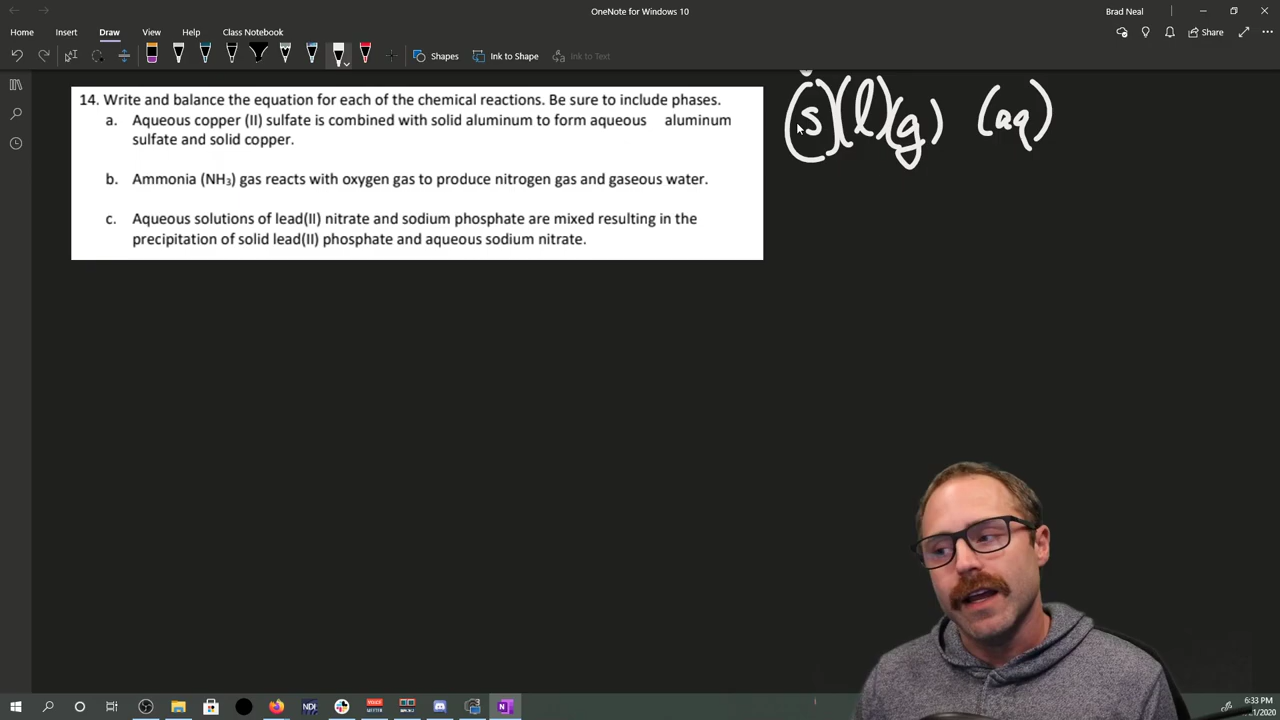 OneNote for Windows 10
Brad Neal
Home
Insert
Draw
View
Help
Class Notebook
Share
Shapes
Ink to Shape
Ink to Text
14. Write and balance the equation for each of the chemical reactions. Be sure to include phases.
a. Aqueous copper (II) sulfate is combined with solid aluminum to form aqueous aluminum
sulfate and solid copper.
b. Ammonia (NH₃) gas reacts with oxygen gas to produce nitrogen gas and gaseous water.
c. Aqueous solutions of lead(II) nitrate and sodium phosphate are mixed resulting in the
precipitation of solid lead(II) phosphate and aqueous sodium nitrate.
(s)(l)(g) (aq)
NDI
6:33 PM